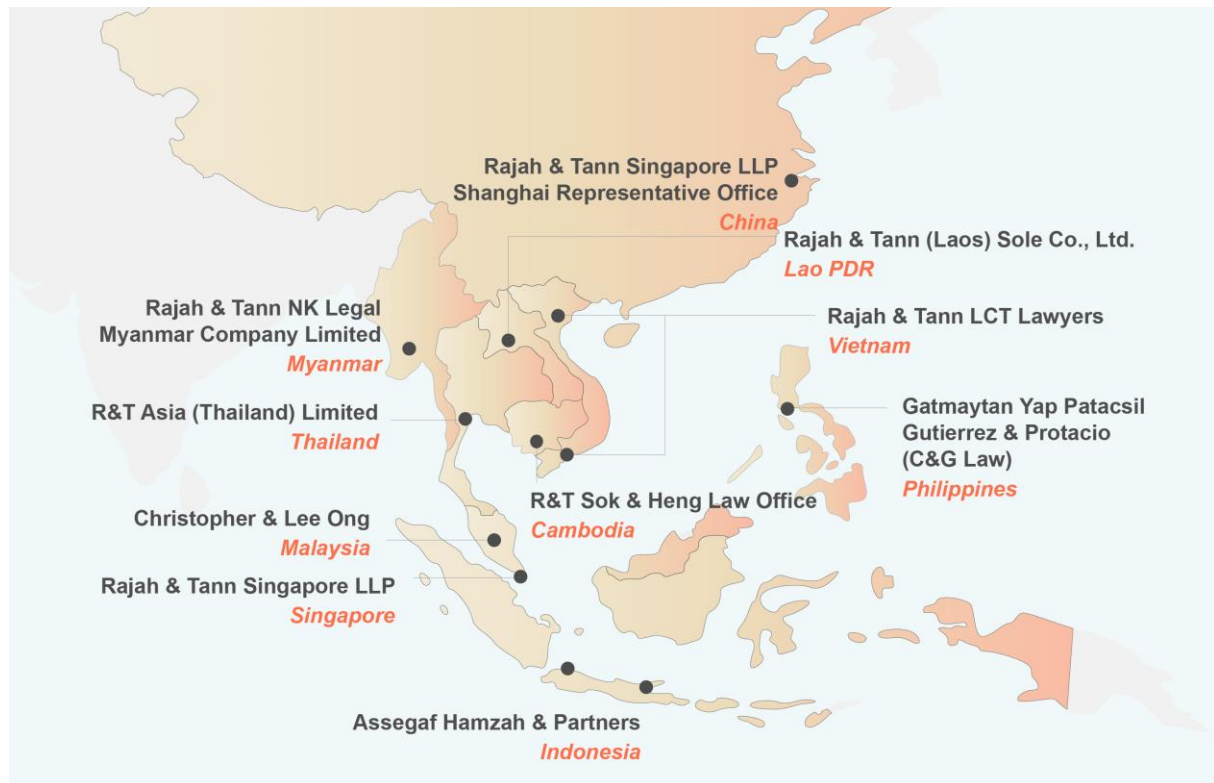 Rajah & Tann Singapore LLP
Shanghai Representative Office
China
Rajah & Tann (Laos) Sole Co., Ltd.
Lao PDR
Rajah & Tann NK Legal
Myanmar Company Limited
Myanmar
Rajah & Tann LCT Lawyers
Vietnam
R&T Asia (Thailand) Limited
Thailand
Gatmaytan Yap Patacsil
Gutierrez & Protacio
(C&G Law)
Philippines
R&T Sok & Heng Law Office
Cambodia
Christopher & Lee Ong
Malaysia
Rajah & Tann Singapore LLP
Singapore
Assegaf Hamzah & Partners
Indonesia